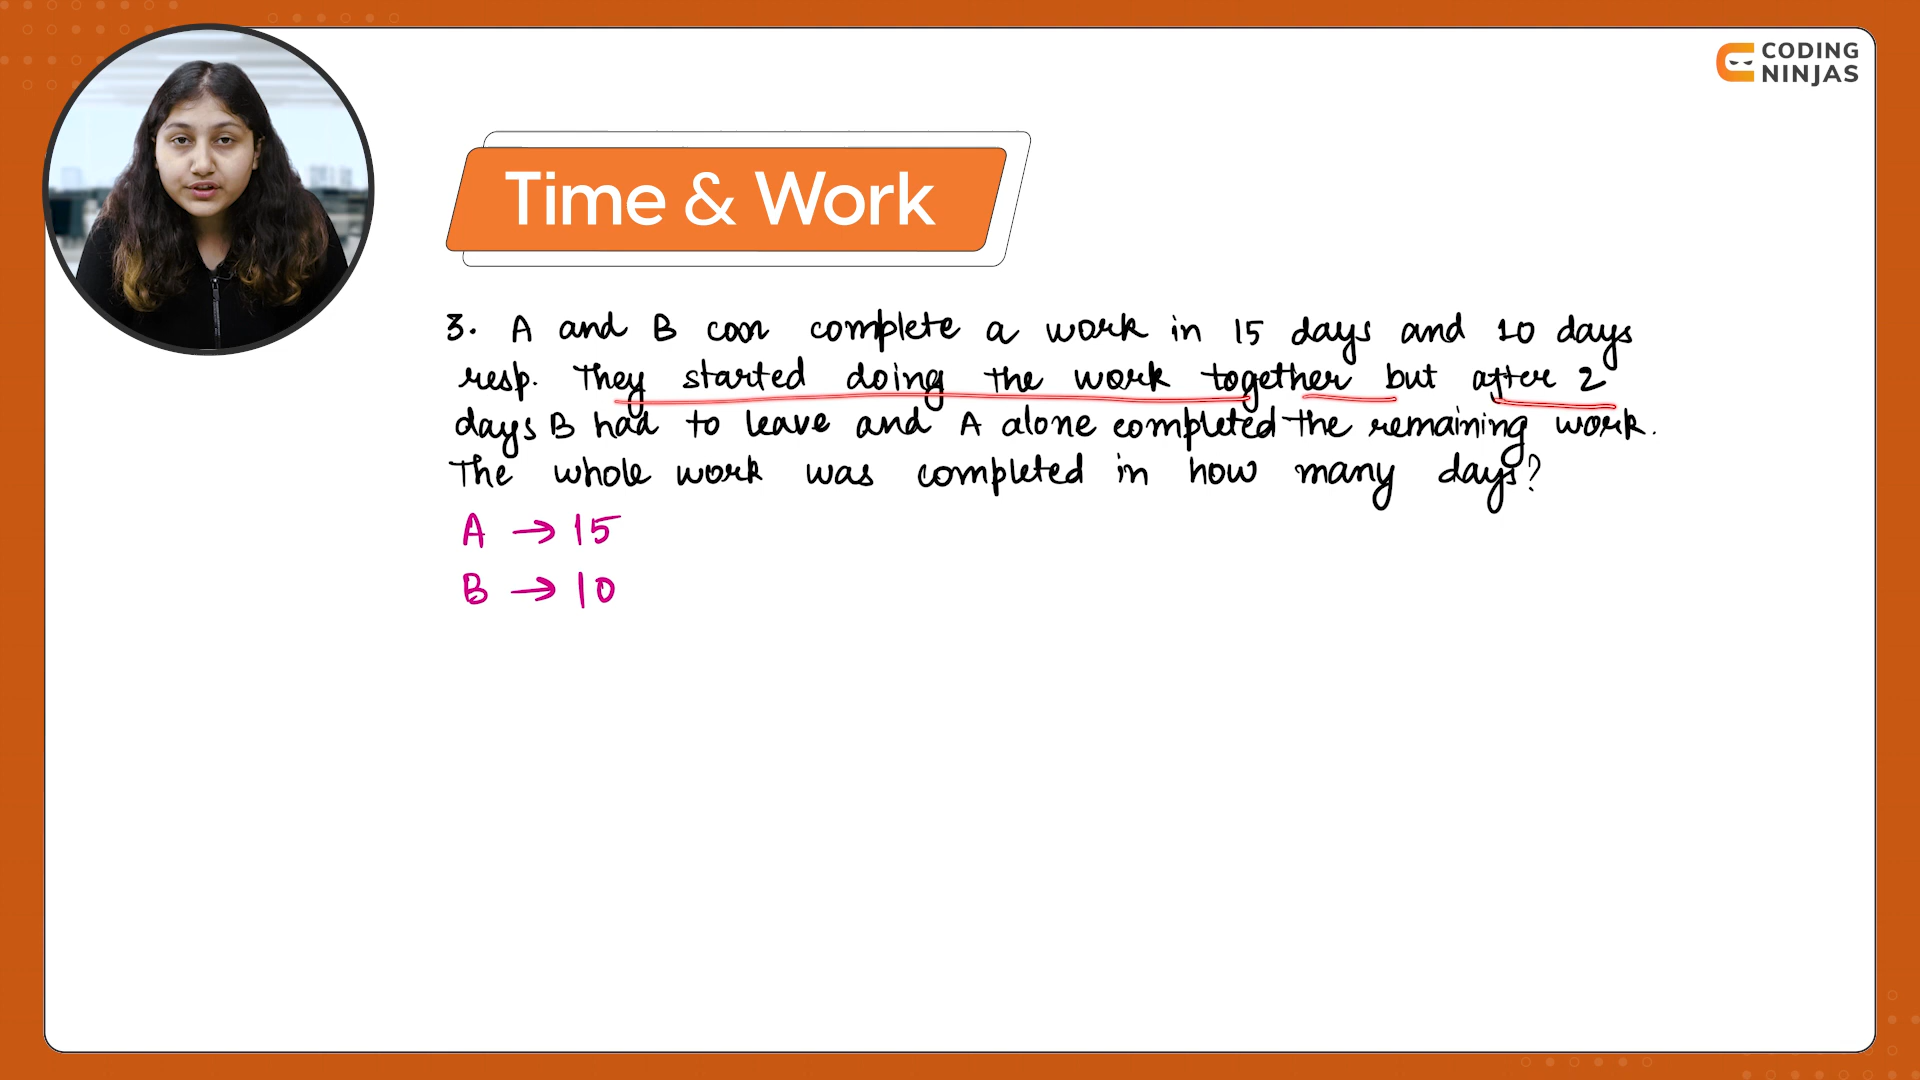 CODING
NINJAS
Time & Work
3. A and B can complete a work in 15 days and 10 days
resp. They started doing the work together but after 2
days B had to leave and A alone completed the remaining work.
The whole work was completed in how many days?
A → 15
B → 10